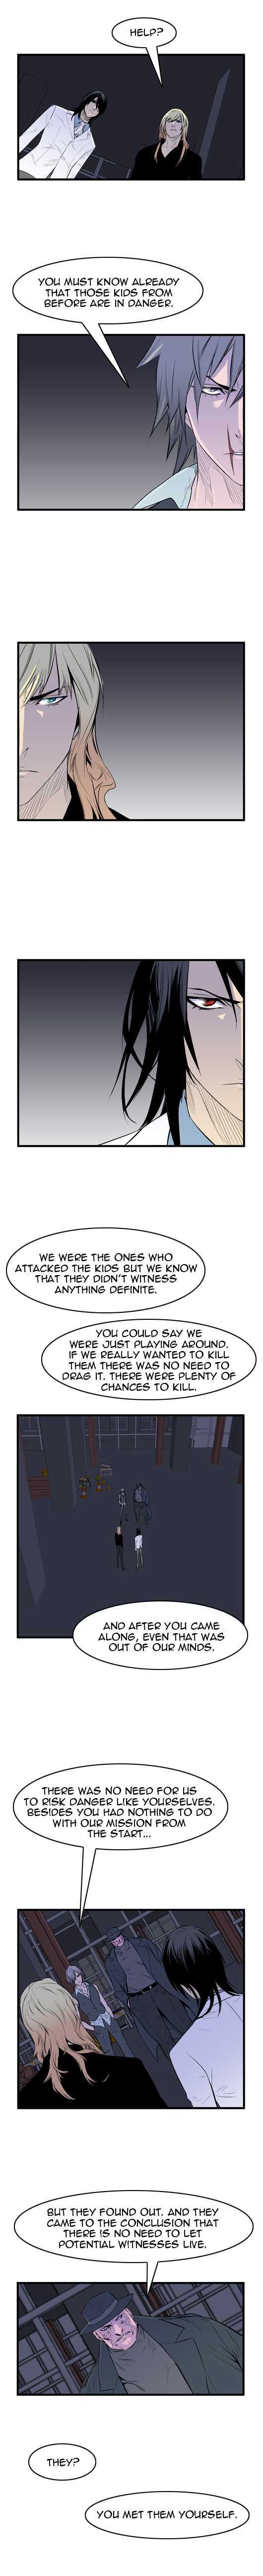 HELP?
YOU MUST KNOW ALREADY
THAT THOSE KIDS FROM
BEFORE ARE IN DANGER.
WE WERE THE ONES WHO
ATTACKED THE KIDS BUT WE KNOW
THAT THEY DIDN'T WITNESS
ANYTHING DEFINITE.
YOU COULD SAY WE
WERE JUST PLAYING AROUND.
IF WE REALLY WANTED TO KILL
THEM THERE WAS NO NEED TO
DRAG IT. THERE WERE PLENTY OF
CHANCES TO KILL.
AND AFTER YOU CAME
ALONG, EVEN THAT WAS
OUT OF OUR MINDS.
THERE WAS NO NEED FOR US
TO RISK DANGER LIKE YOURSELVES.
BESIDES YOU HAD NOTHING TO DO
WITH OUR MISSION FROM
THE START...
BUT THEY FOUND OUT. AND THEY
CAME TO THE CONCLUSION THAT
THERE IS NO NEED TO LET
POTENTIAL WITNESSES LIVE.
THEY?
YOU MET THEM YOURSELF.